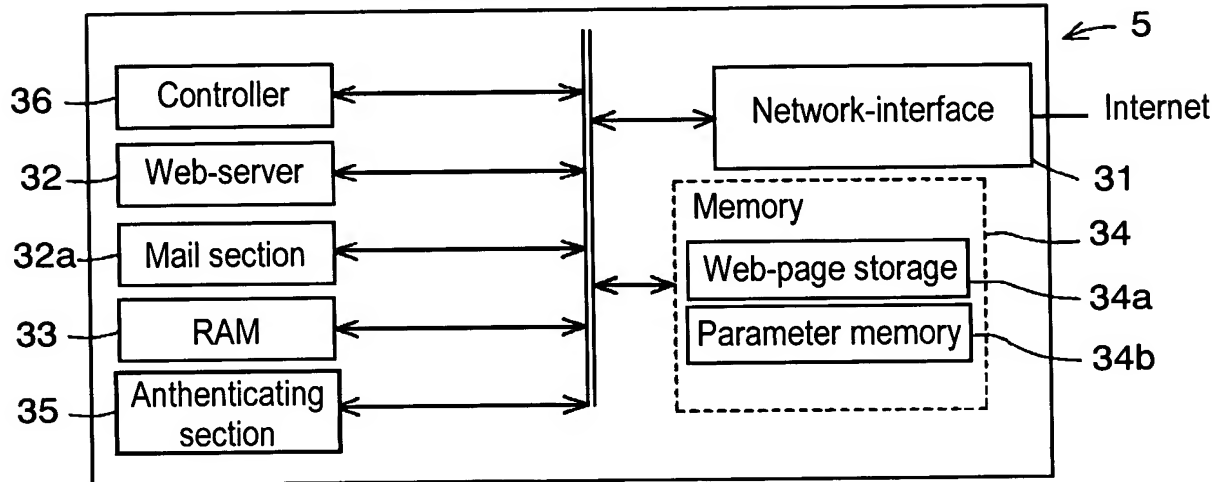 5
36
Controller
Network-interface
Internet
31
32
Web-server
Memory
34
32a
Mail section
Web-page storage
34a
33
RAM
Parameter memory
34b
35
Anthenticating
section